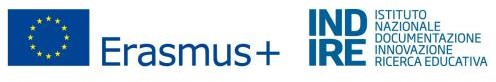 Erasmus+
IND
IRE
ISTITUTO
NAZIONALE
DOCUMENTAZIONE
INNOVAZIONE
RICERCA EDUCATIVA